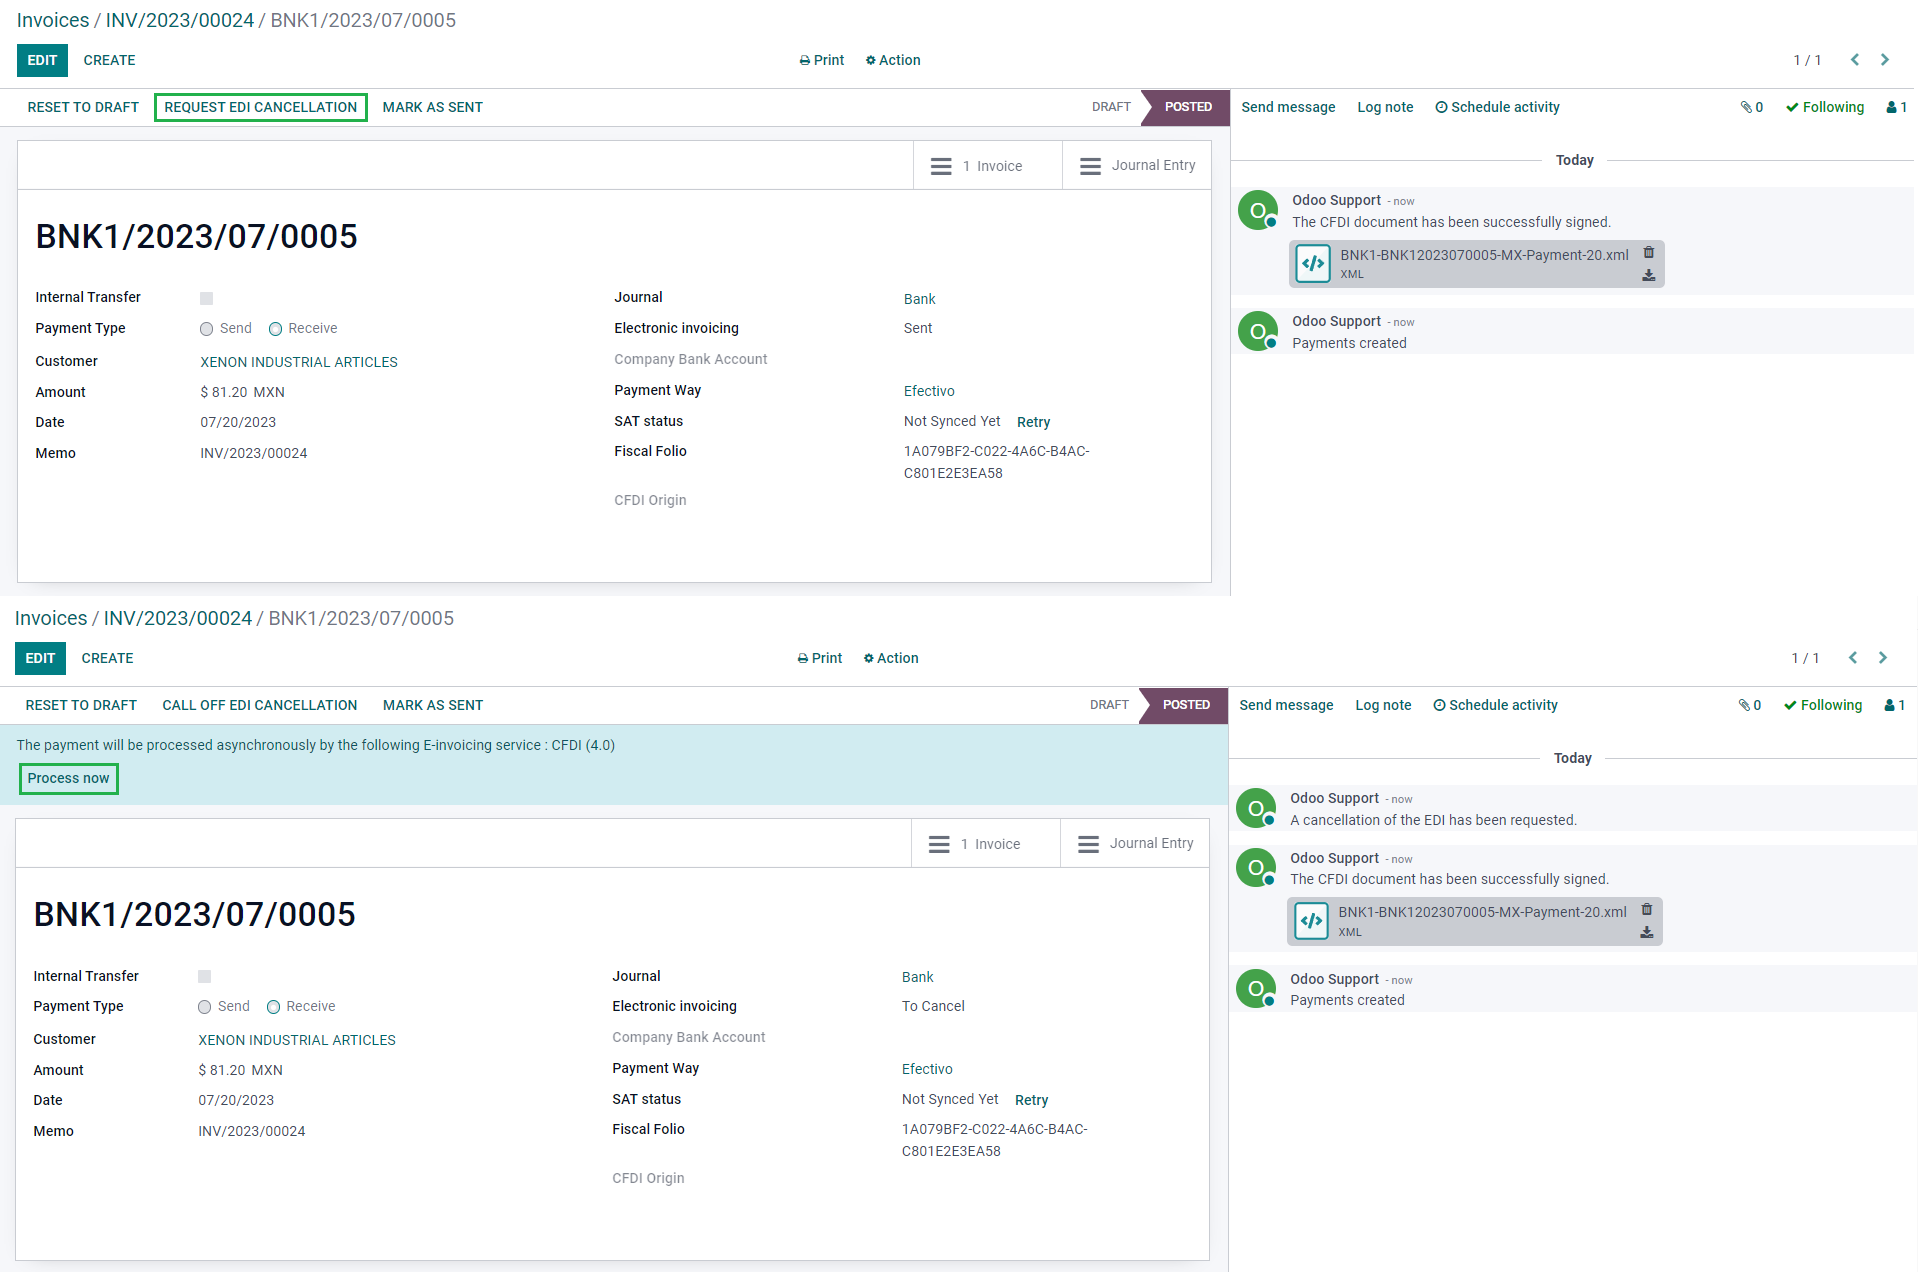 Invoices / INV/2023/00024 / BNK1/2023/07/0005
EDIT CREATE Print Action 1 / 1
RESET TO DRAFT REQUEST EDI CANCELLATION MARK AS SENT DRAFT POSTED Send message Log note Schedule activity 0 Following 1
1 Invoice Journal Entry
Today
Odoo Support - now
The CFDI document has been successfully signed.
BNK1-BNK12023070005-MX-Payment-20.xml
XML
Odoo Support - now
Payments created
BNK1/2023/07/0005
Internal Transfer
Payment Type Send Receive
Customer XENON INDUSTRIAL ARTICLES
Amount $ 81.20 MXN
Date 07/20/2023
Memo INV/2023/00024
Journal Bank
Electronic invoicing Sent
Company Bank Account
Payment Way Efectivo
SAT status Not Synced Yet Retry
Fiscal Folio 1A079BF2-C022-4A6C-B4AC-
C801E2E3EA58
CFDI Origin
Invoices / INV/2023/00024 / BNK1/2023/07/0005
EDIT CREATE Print Action 1 / 1
RESET TO DRAFT CALL OFF EDI CANCELLATION MARK AS SENT DRAFT POSTED Send message Log note Schedule activity 0 Following 1
The payment will be processed asynchronously by the following E-invoicing service : CFDI (4.0)
Process now
1 Invoice Journal Entry
Today
Odoo Support - now
A cancellation of the EDI has been requested.
Odoo Support - now
The CFDI document has been successfully signed.
BNK1-BNK12023070005-MX-Payment-20.xml
XML
Odoo Support - now
Payments created
BNK1/2023/07/0005
Internal Transfer
Payment Type Send Receive
Customer XENON INDUSTRIAL ARTICLES
Amount $ 81.20 MXN
Date 07/20/2023
Memo INV/2023/00024
Journal Bank
Electronic invoicing To Cancel
Company Bank Account
Payment Way Efectivo
SAT status Not Synced Yet Retry
Fiscal Folio 1A079BF2-C022-4A6C-B4AC-
C801E2E3EA58
CFDI Origin